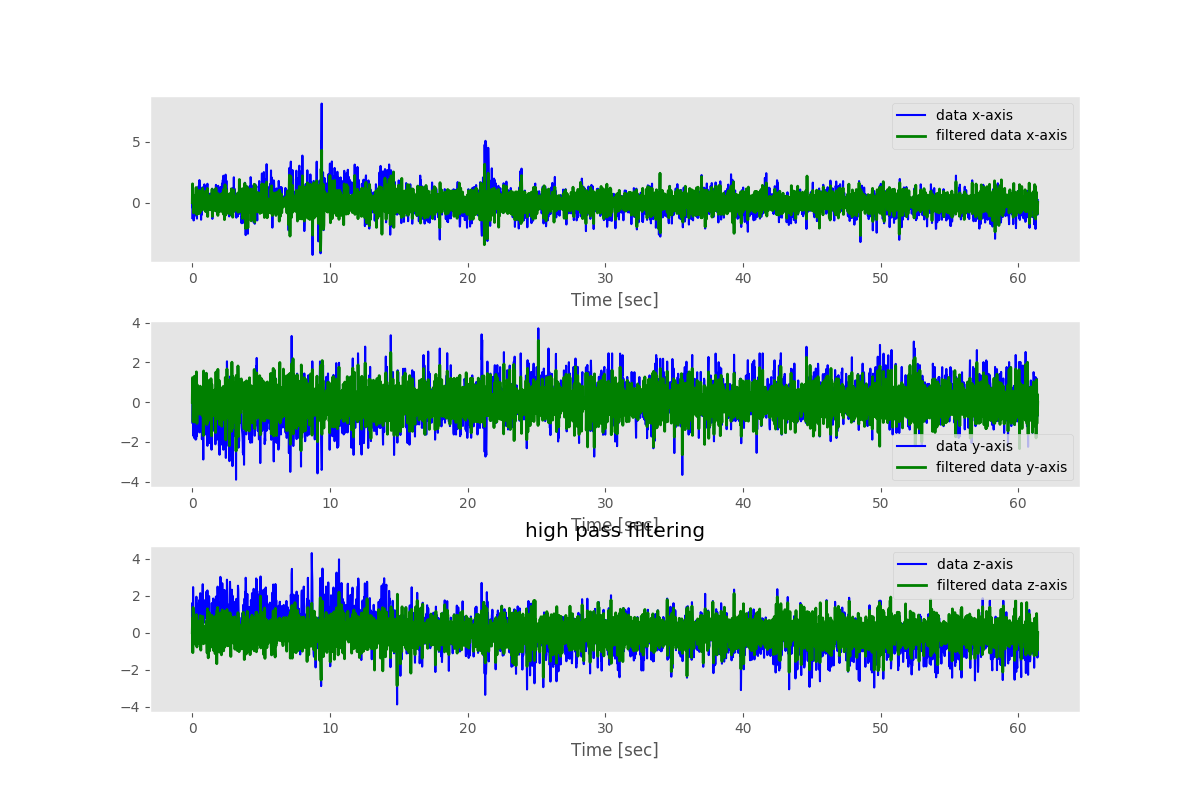 data x-axis
filtered data x-axis
5
0
0 10 20 30 40 50 60
Time [sec]
4
2
0
−2
−4
data y-axis
filtered data y-axis
0 10 20 30 40 50 60
Time [sec]
high pass filtering
4
2
0
−2
−4
data z-axis
filtered data z-axis
0 10 20 30 40 50 60
Time [sec]